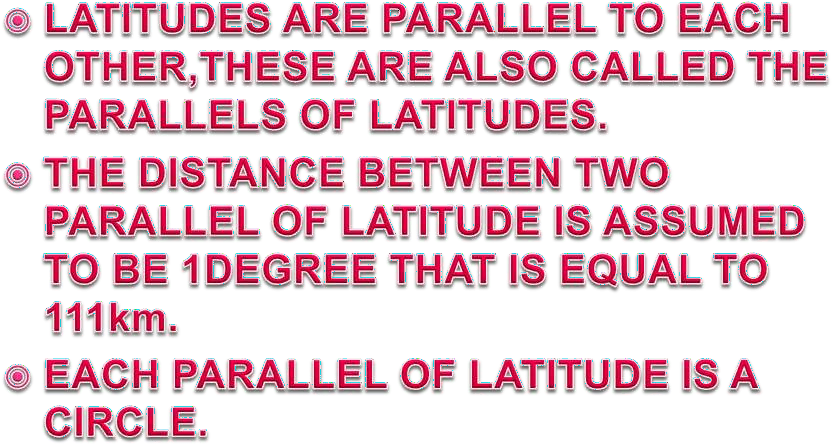 LATITUDES ARE PARALLEL TO EACH
OTHER,THESE ARE ALSO CALLED THE
PARALLELS OF LATITUDES.
THE DISTANCE BETWEEN TWO
PARALLEL OF LATITUDE IS ASSUMED
TO BE 1DEGREE THAT IS EQUAL TO
111km.
EACH PARALLEL OF LATITUDE IS A
CIRCLE.